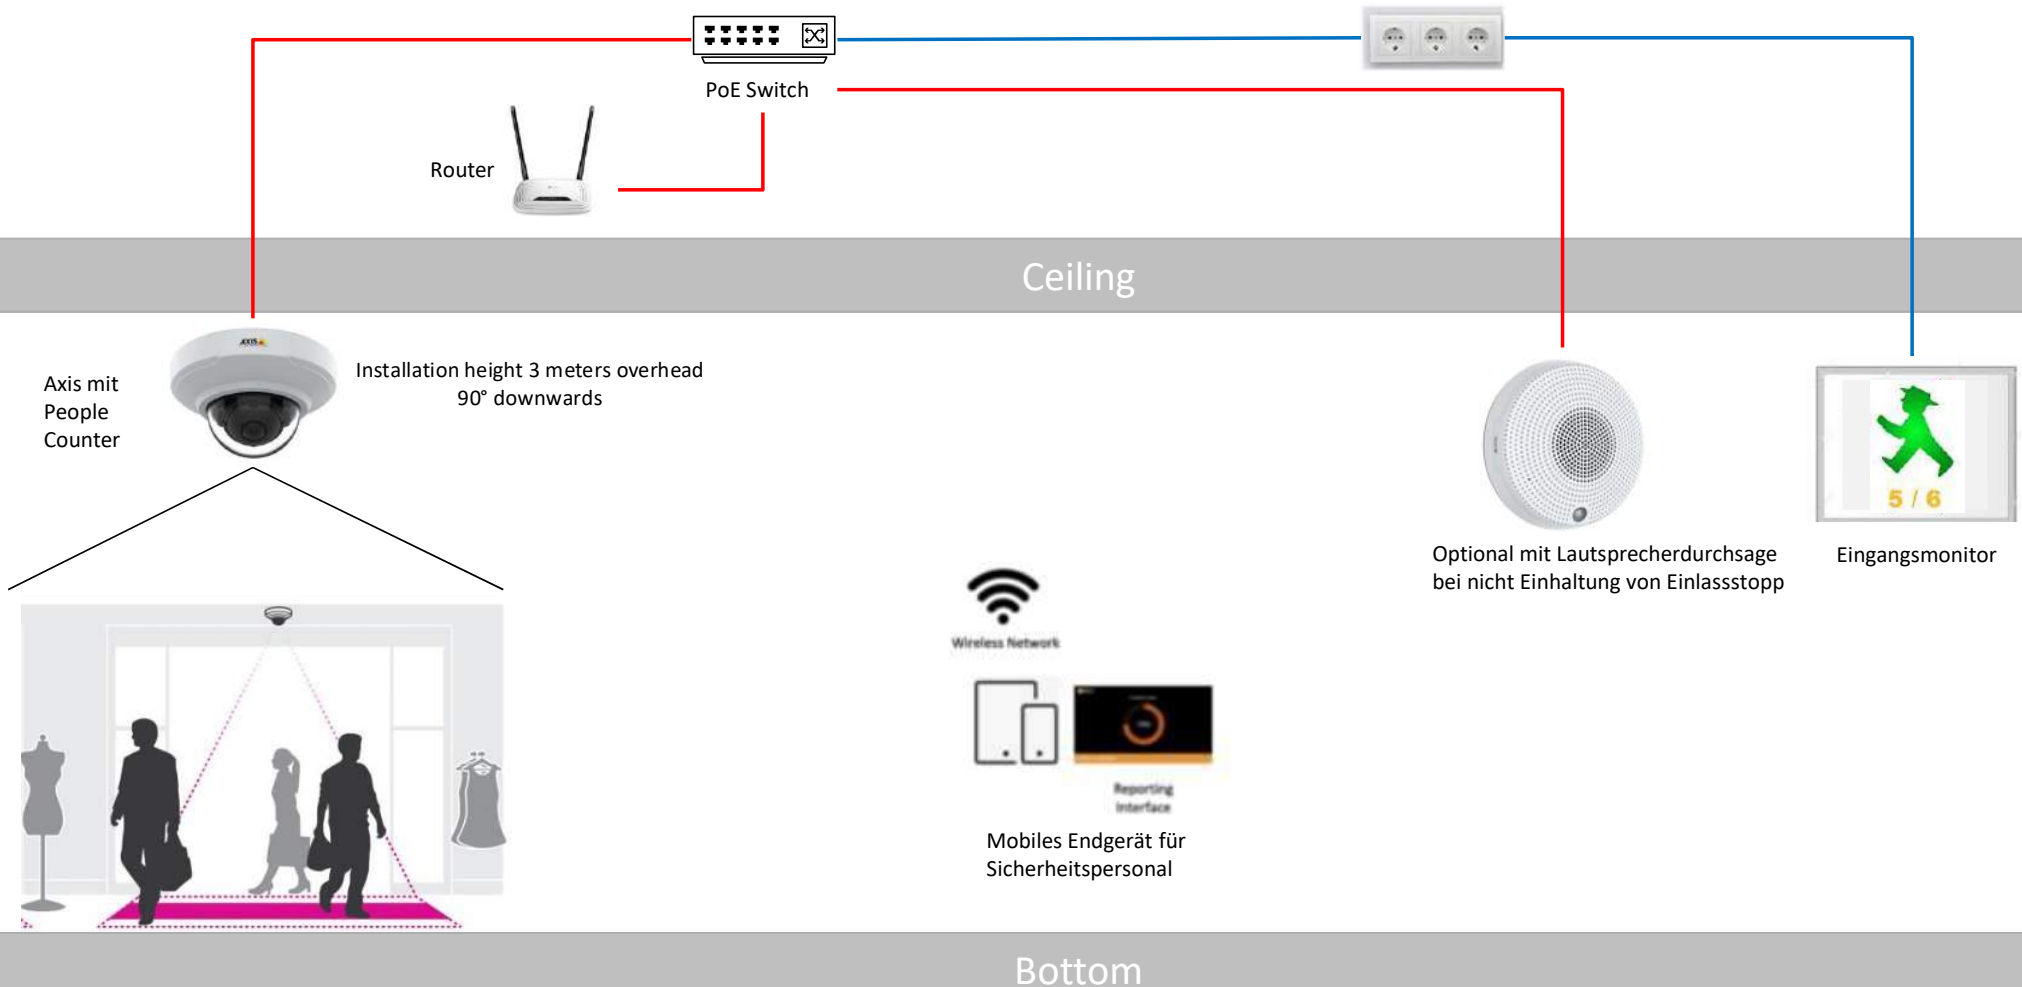 PoE Switch
Router
Ceiling
AXIS
Axis mit
People
Counter
Installation height 3 meters overhead
90° downwards
5 / 6
Optional mit Lautsprecherdurchsage
bei nicht Einhaltung von Einlassstopp
Eingangsmonitor
Wireless Network
Reporting
Interface
Mobiles Endgerät für
Sicherheitspersonal
Bottom